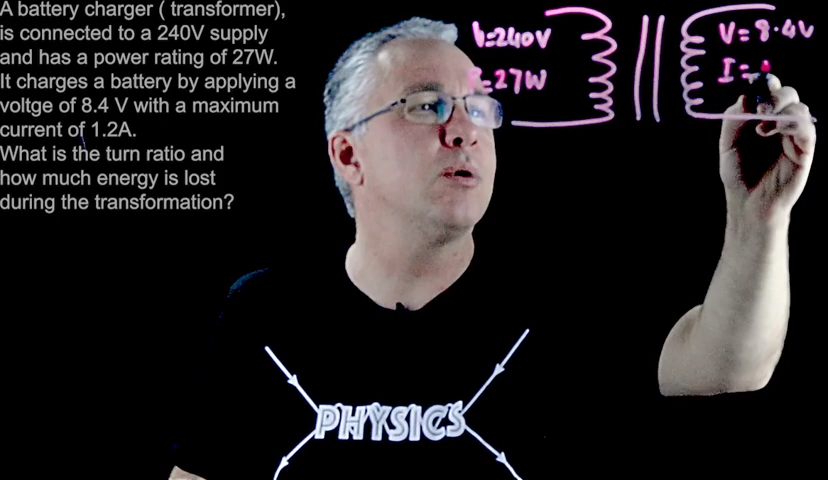 A battery charger ( transformer),
is connected to a 240V supply
and has a power rating of 27W.
It charges a battery by applying a
voltge of 8.4 V with a maximum
current of 1.2A.
What is the turn ratio and
how much energy is lost
during the transformation?
V=240V
=27W
V=8.4V
I=
PHYSICS